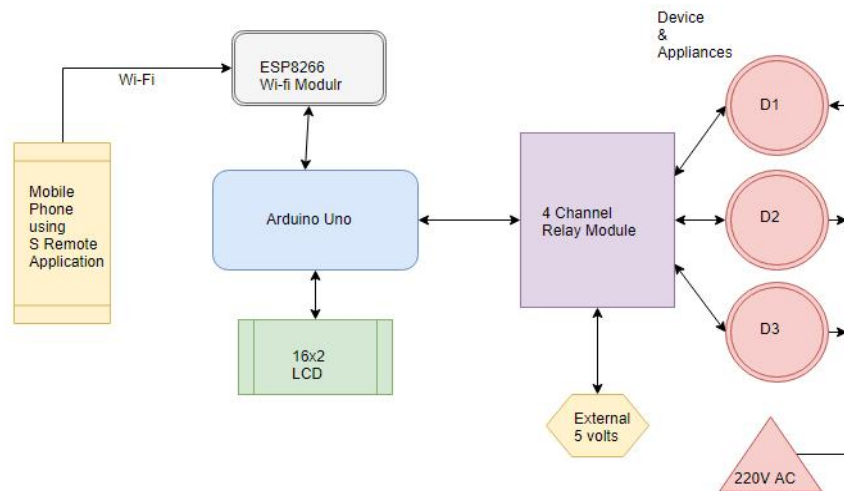 Device
&
Appliances
ESP8266
Wi-fi Modulr
Wi-Fi
D1
Mobile
Phone
using
S Remote
Application
Arduino Uno
4 Channel
Relay Module
D2
16x2
LCD
D3
External
5 volts
220V AC